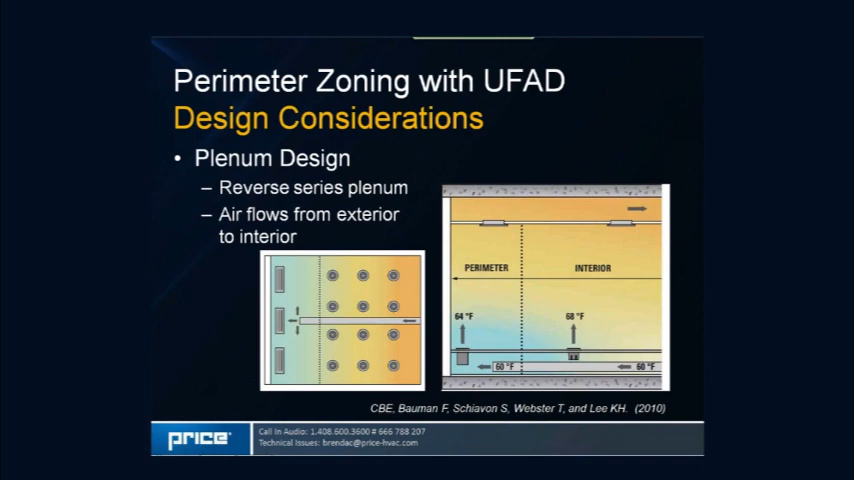 Perimeter Zoning with UFAD
Design Considerations
• Plenum Design
– Reverse series plenum
– Air flows from exterior
to interior
PERIMETER INTERIOR
64 °F 68 °F
60 °F 60 °F
CBE, Bauman F, Schiavon S, Webster T, and Lee KH. (2010)
price
Call In Audio: 1.408.600.3600 # 666 788 207
Technical Issues: brendac@price-hvac.com